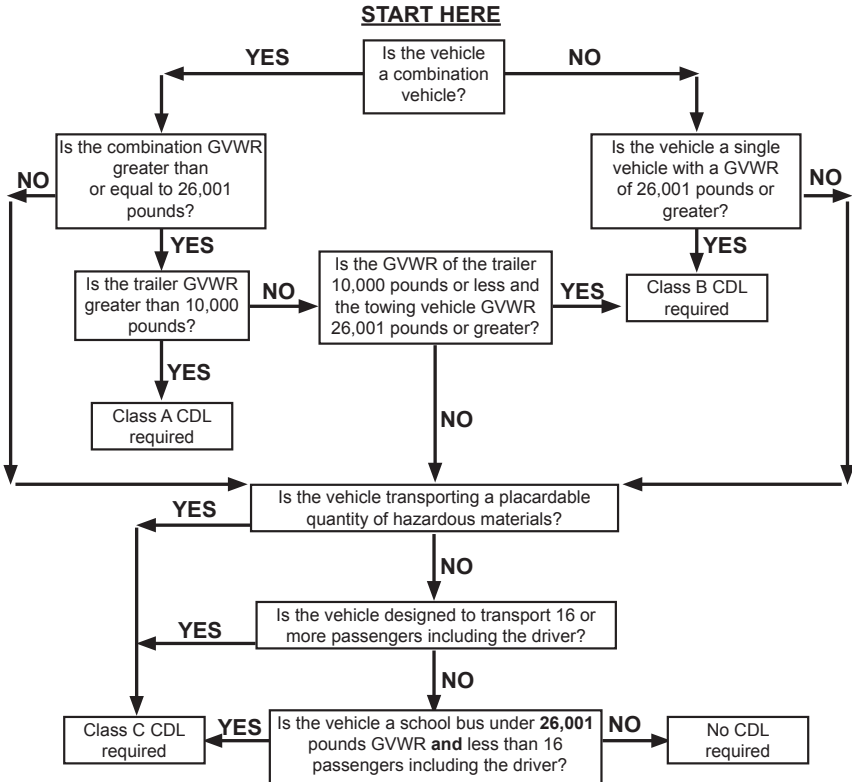 START HERE
YES
Is the vehicle
a combination
vehicle?
NO
Is the combination GVWR
greater than
or equal to 26,001
pounds?
NO
Is the vehicle a single
vehicle with a GVWR
of 26,001 pounds or
greater?
NO
YES
YES
Is the trailer GVWR
greater than 10,000
pounds?
NO
Is the GVWR of the trailer
10,000 pounds or less and
the towing vehicle GVWR
26,001 pounds or greater?
YES
Class B CDL
required
YES
Class A CDL
required
NO
Is the vehicle transporting a placardable
quantity of hazardous materials?
YES
NO
Is the vehicle designed to transport 16 or
more passengers including the driver?
YES
NO
Class C CDL
required
YES
Is the vehicle a school bus under 26,001
pounds GVWR and less than 16
passengers including the driver?
NO
No CDL
required